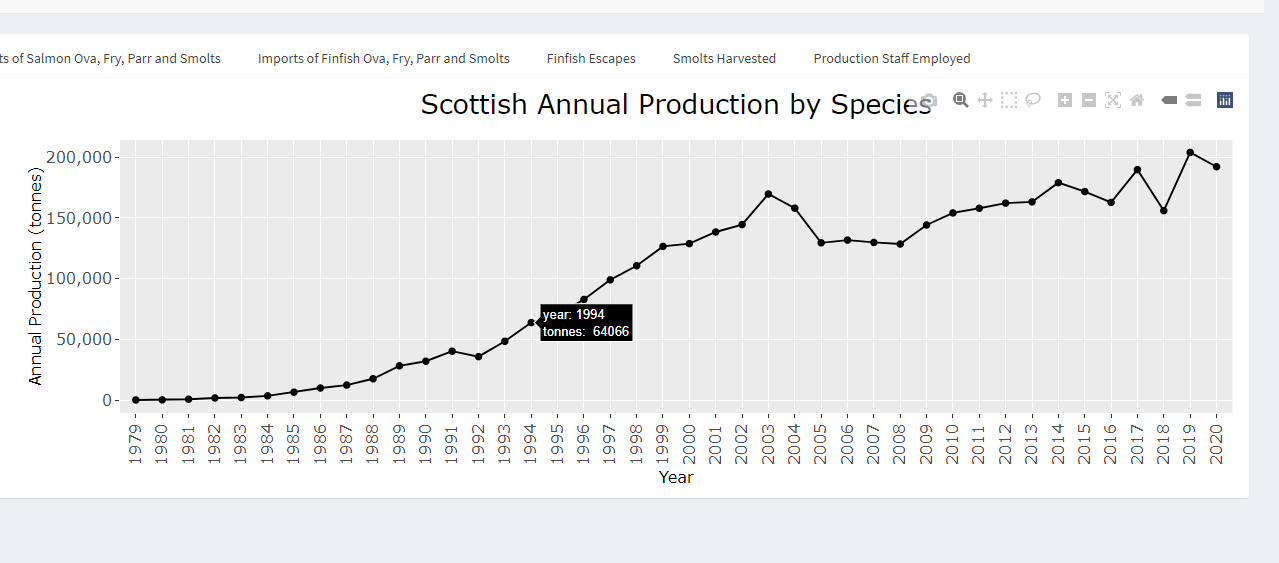 ts of Salmon Ova, Fry, Parr and Smolts Imports of Finfish Ova, Fry, Parr and Smolts Finfish Escapes Smolts Harvested Production Staff Employed
Scottish Annual Production by Species
Annual Production (tonnes)
200,000
150,000
100,000
50,000
0
year: 1994
tonnes: 64066
1979 1980 1981 1982 1983 1984 1985 1986 1987 1988 1989 1990 1991 1992 1993 1994 1995 1996 1997 1998 1999 2000 2001 2002 2003 2004 2005 2006 2007 2008 2009 2010 2011 2012 2013 2014 2015 2016 2017 2018 2019 2020
Year